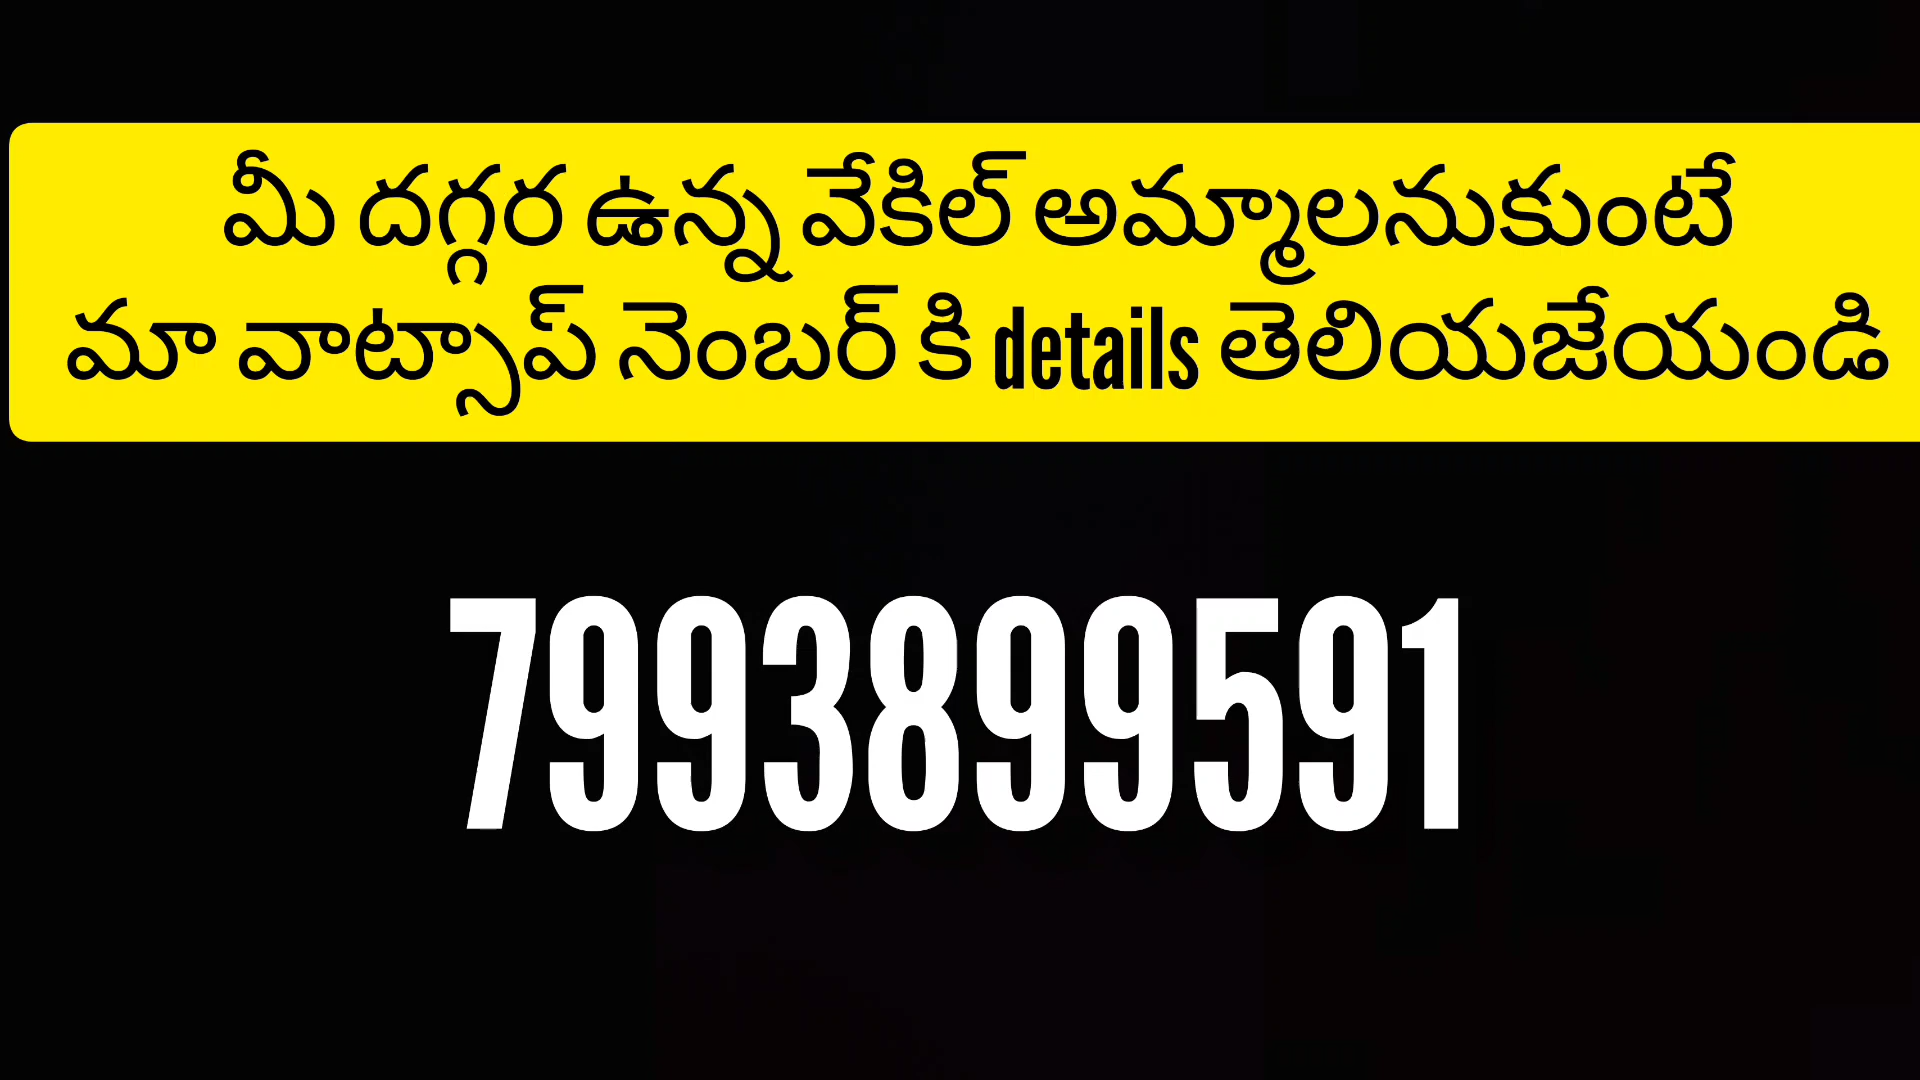 మీ దగ్గర ఉన్న వేకిల్ అమ్మాలనుకుంటే
మా వాట్సాప్ నెంబర్ కి details తెలియజేయండి
7993899591